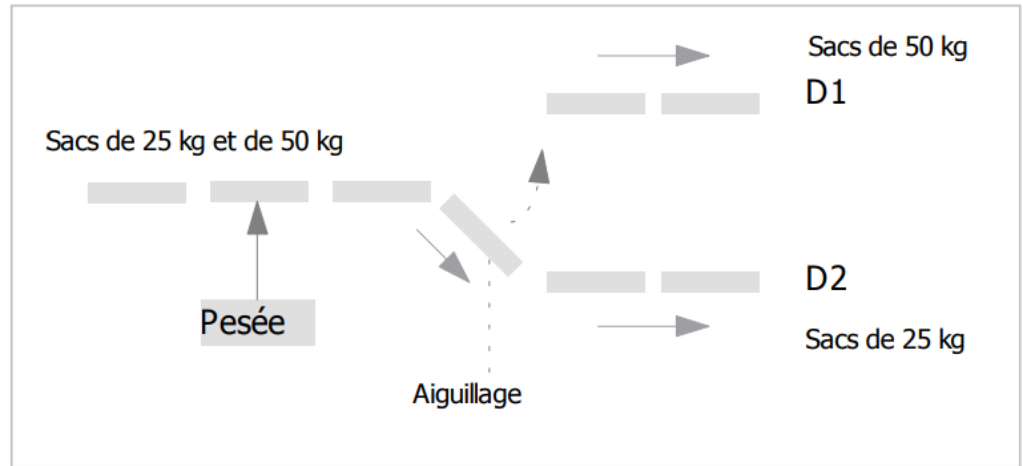 Sacs de 50 kg
D1
Sacs de 25 kg et de 50 kg
D2
Pesée
Sacs de 25 kg
Aiguillage